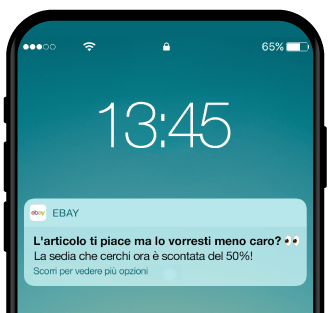 65%
13:45
ebay EBAY
L'articolo ti piace ma lo vorresti meno caro? 👀
La sedia che cerchi ora è scontata del 50%!
Scorri per vedere più opzioni